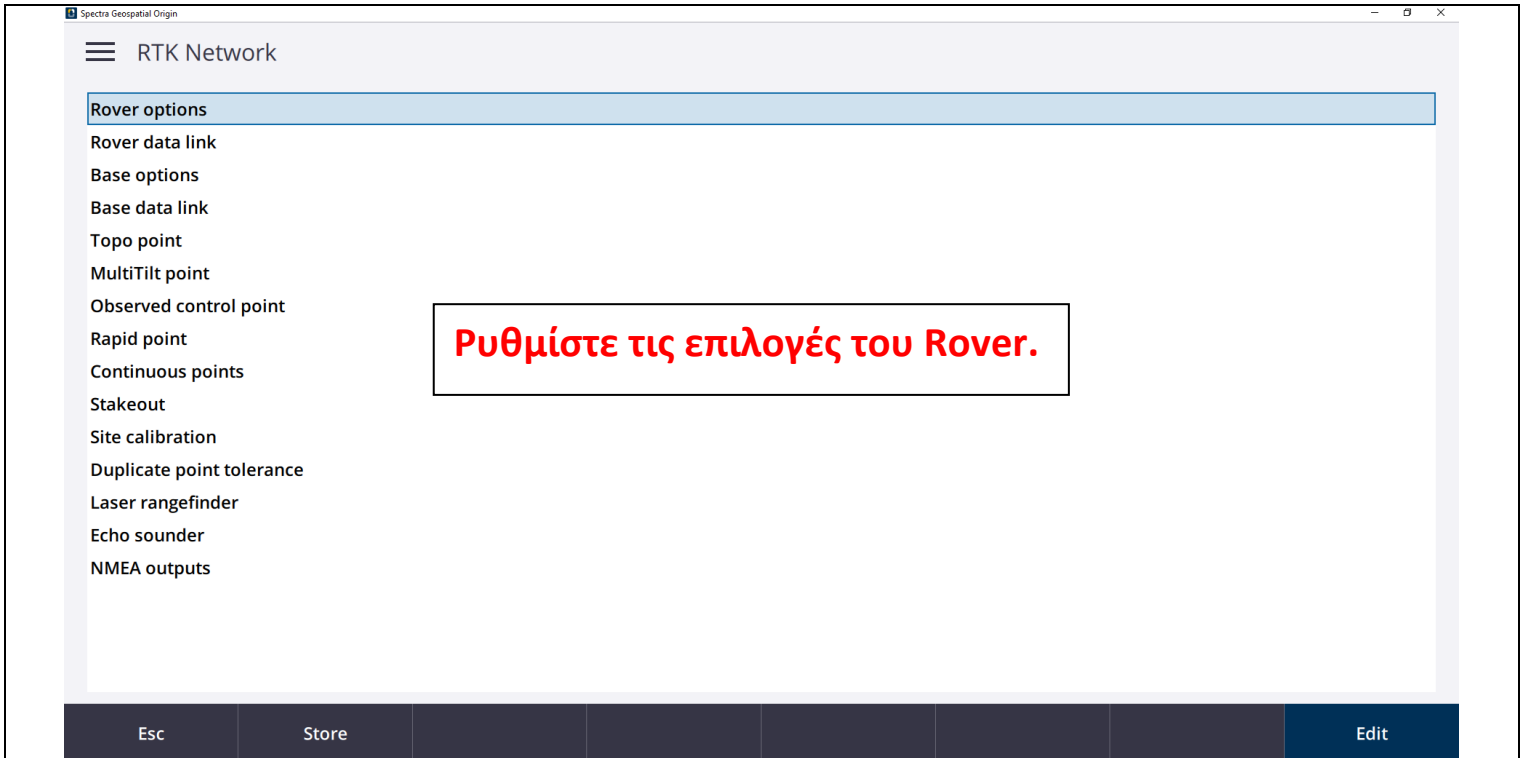 Spectra Geospatial Origin
RTK Network
Rover options
Rover data link
Base options
Base data link
Topo point
MultiTilt point
Observed control point
Rapid point
Continuous points
Stakeout
Site calibration
Duplicate point tolerance
Laser rangefinder
Echo sounder
NMEA outputs
Ρυθμίστε τις επιλογές του Rover.
Esc Store Edit